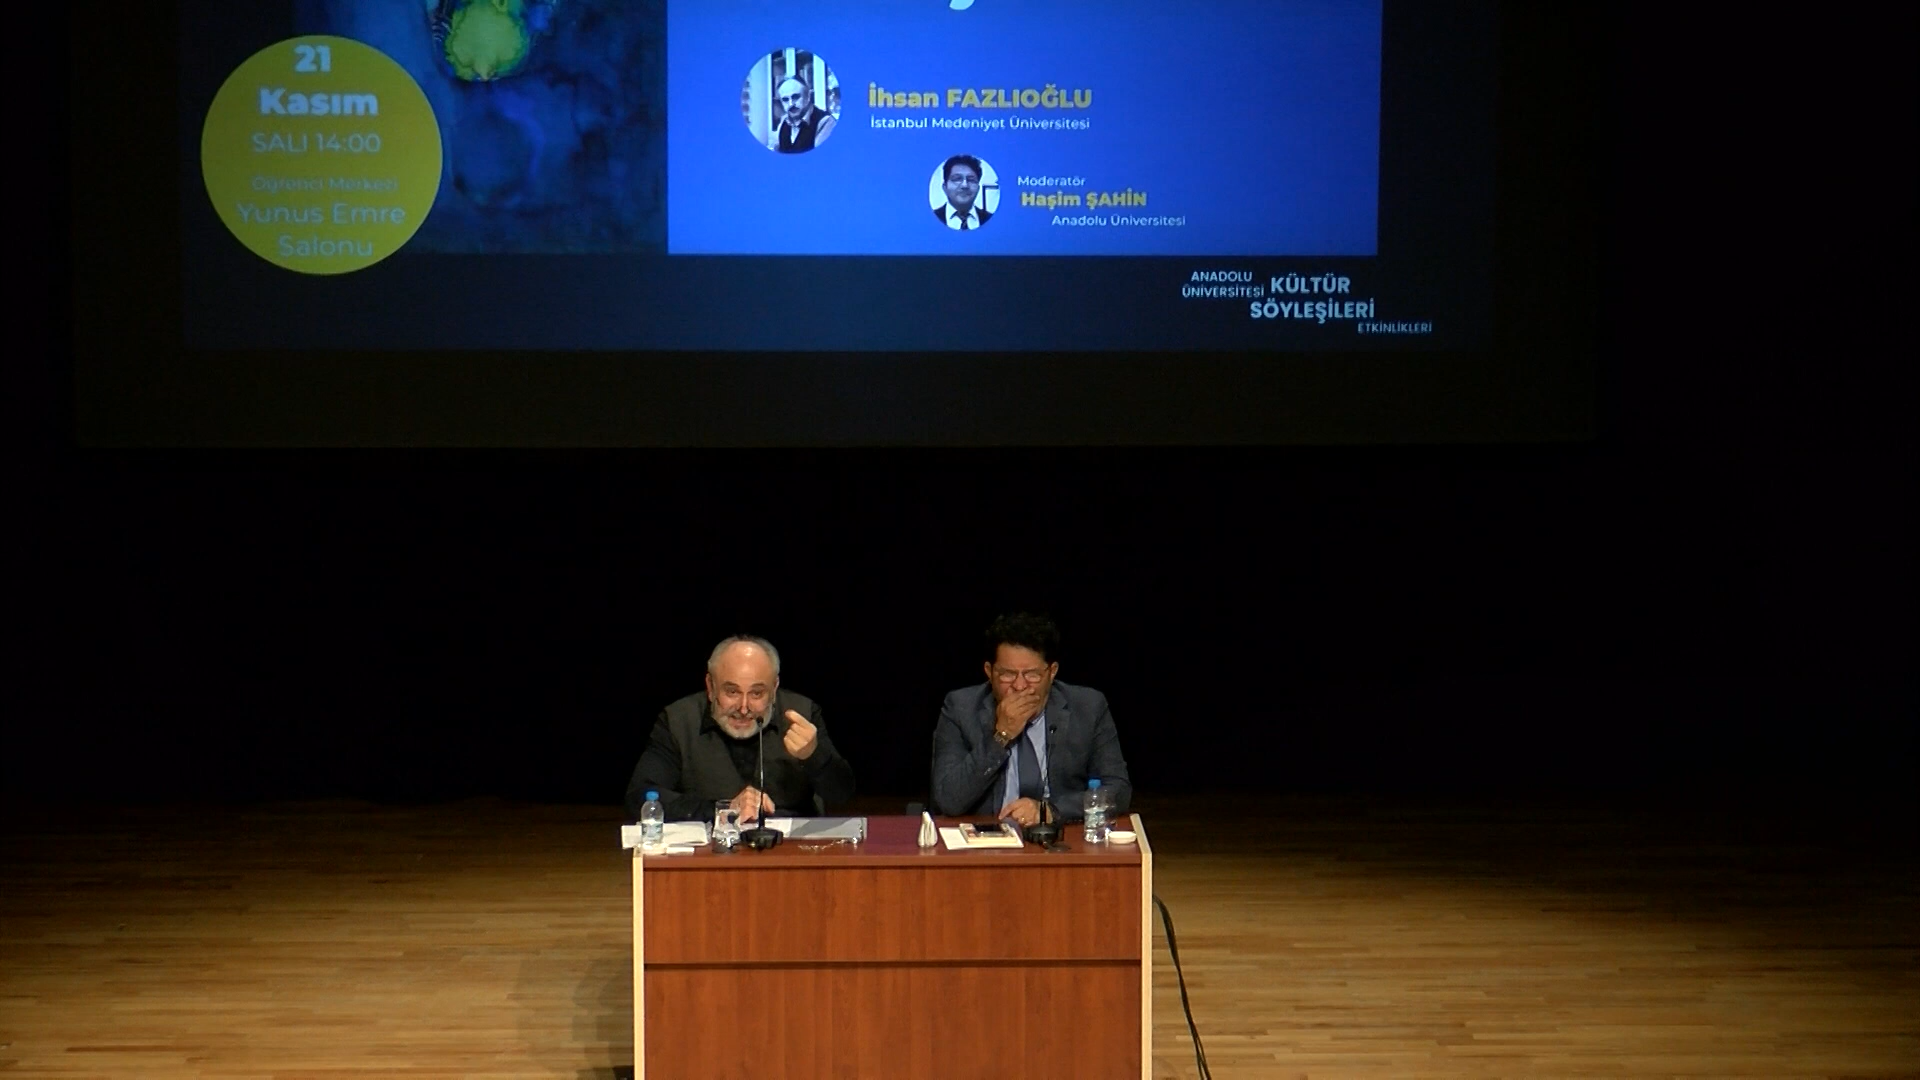 21
Kasım
SALI 14:00
Öğrenci Merkezi
Yunus Emre
Salonu
İhsan FAZLIOĞLU
İstanbul Medeniyet Üniversitesi
Moderatör
Haşim ŞAHİN
Anadolu Üniversitesi
ANADOLU
ÜNİVERSİTESİ KÜLTÜR
SÖYLEŞİLERİ
ETKİNLİKLERİ